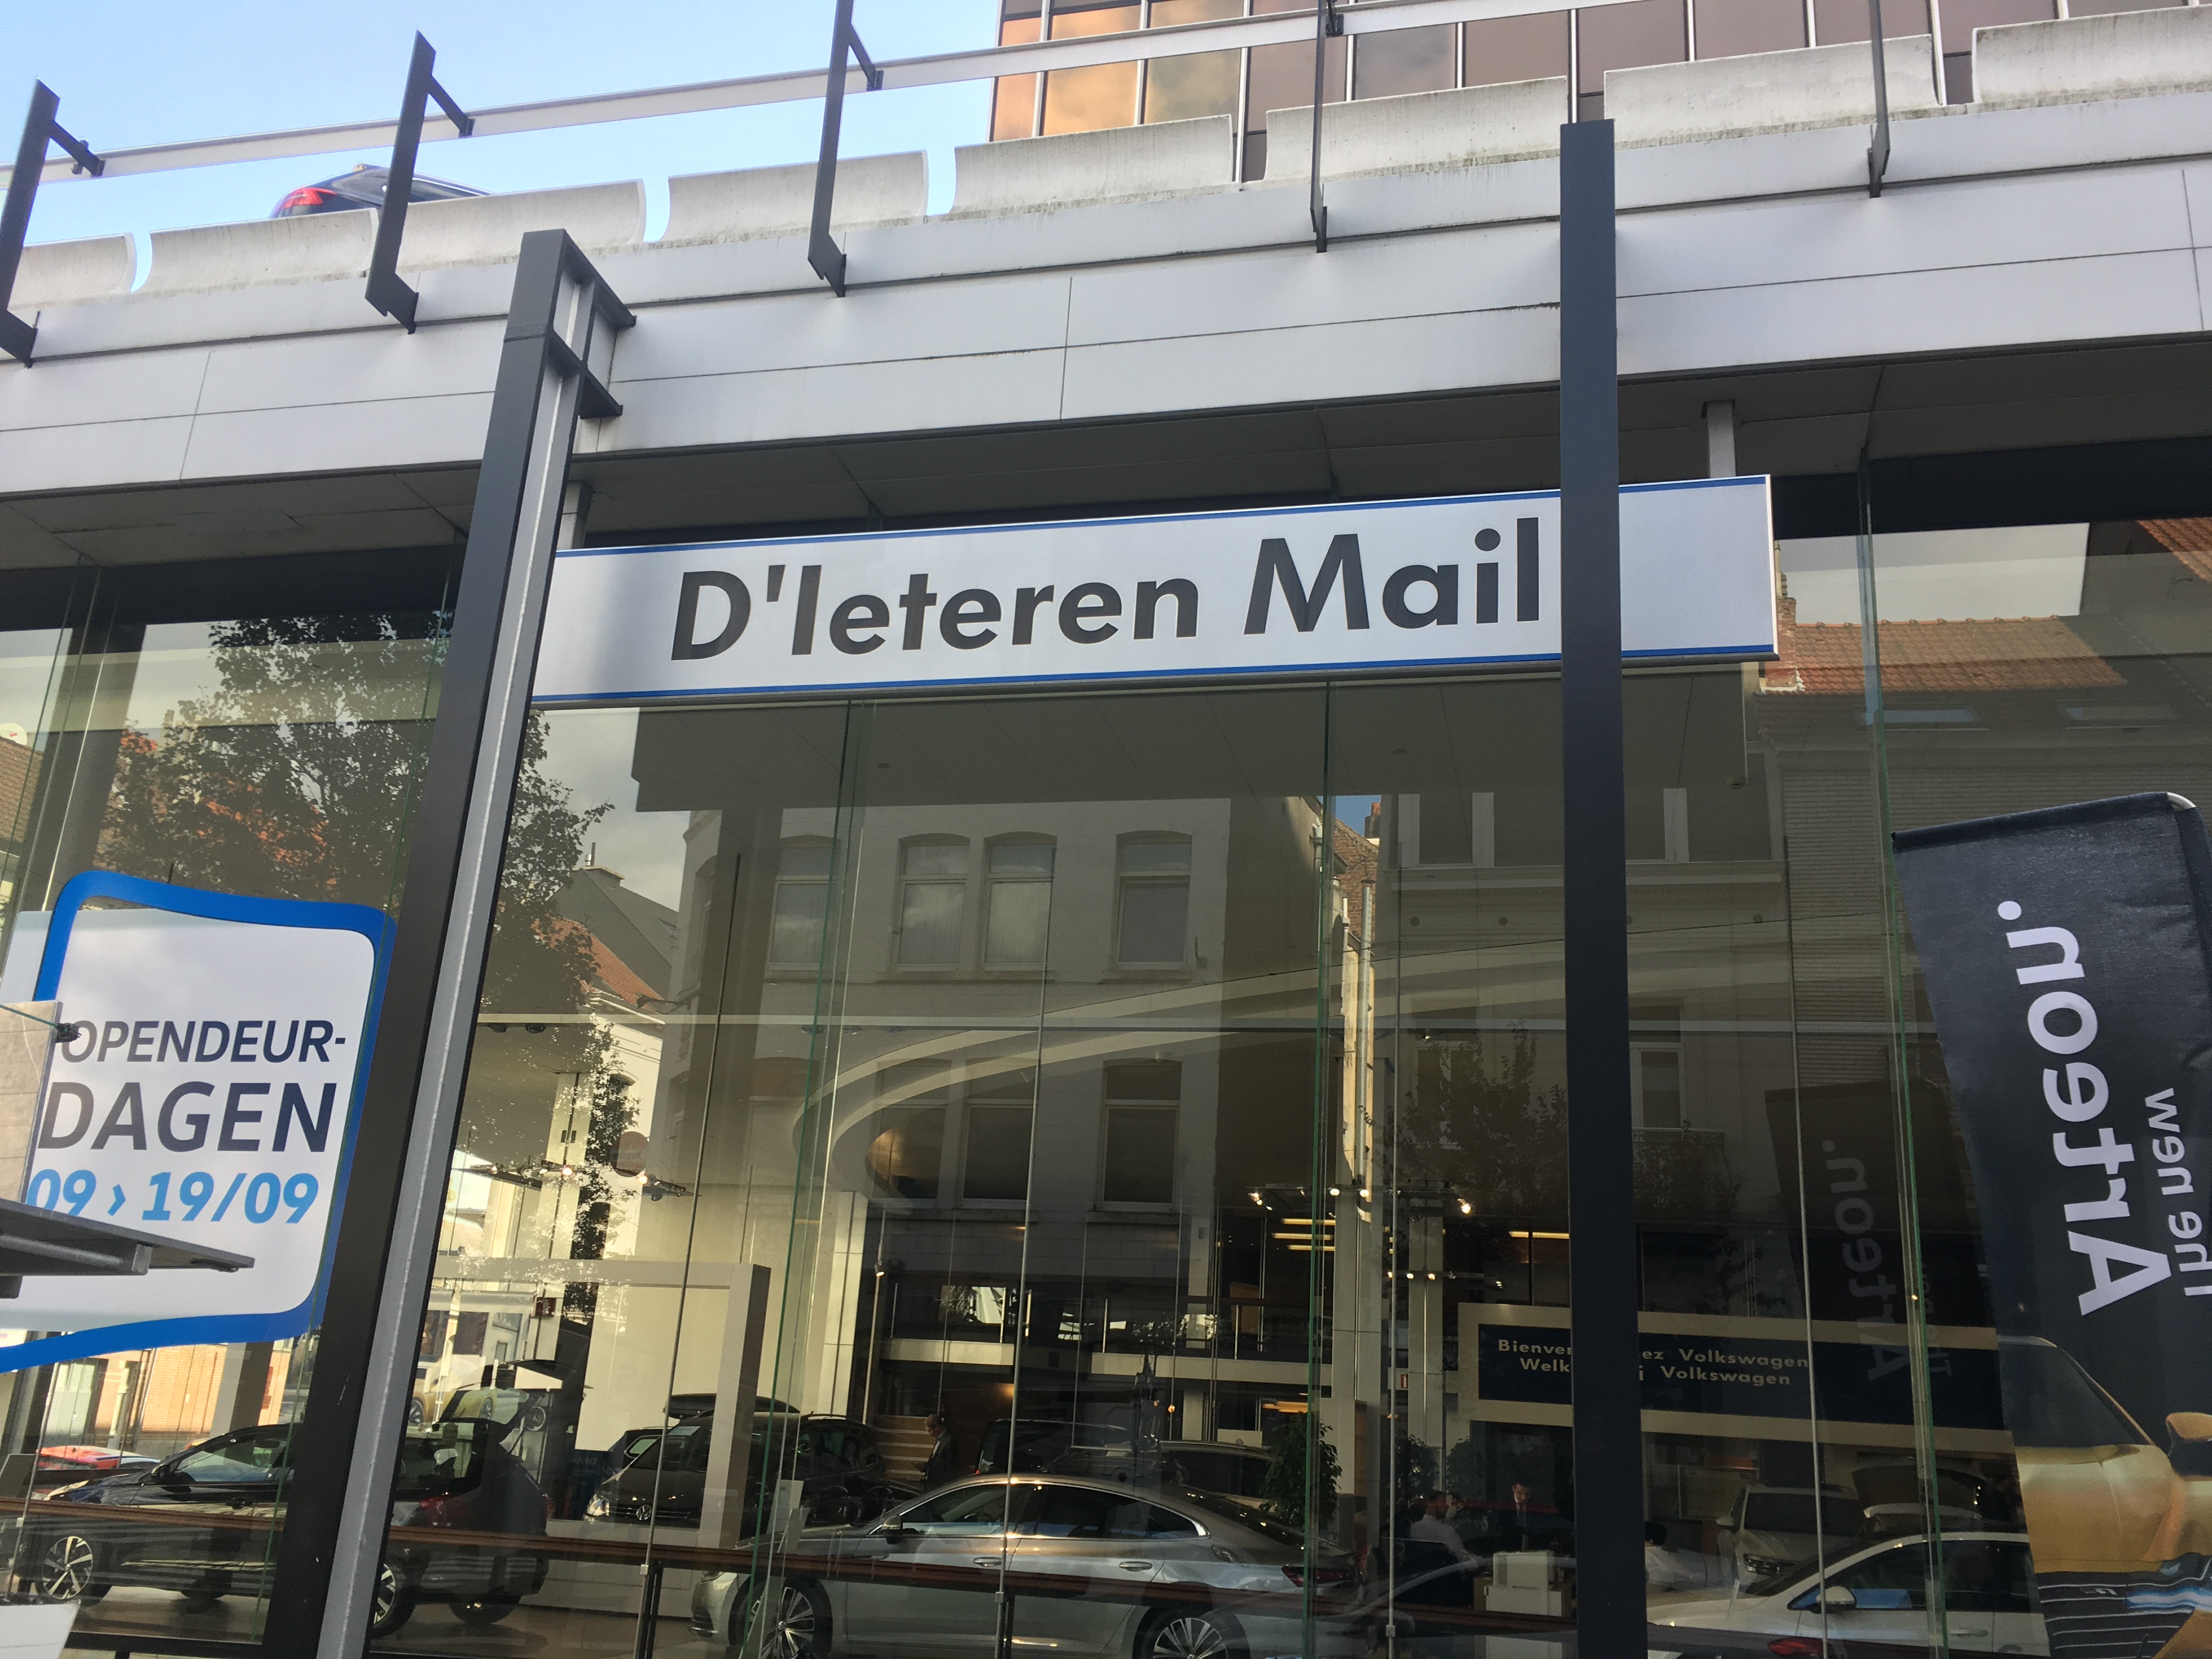 D'Ieteren Mail
OPENDEUR-
DAGEN
09 › 19/09
Arteon.
The new
Volkswagen
Volkswagen